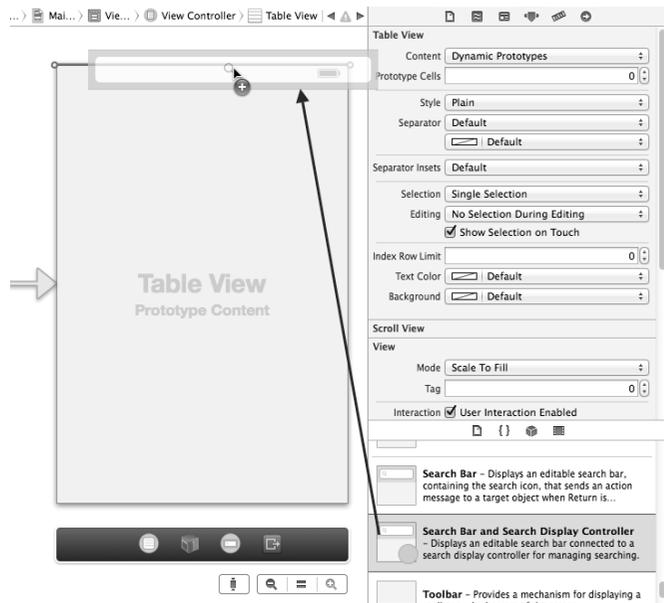 ...〉 Mai... 〉 Vie... 〉 View Controller 〉 Table View
Table View
Content Dynamic Prototypes
Prototype Cells 0
Style Plain
Separator Default
Default
Separator Insets Default
Selection Single Selection
Editing No Selection During Editing
Show Selection on Touch
Index Row Limit 0
Text Color Default
Background Default
Scroll View
View
Mode Scale To Fill
Tag 0
Interaction User Interaction Enabled
Table View
Prototype Content
{ }
Search Bar – Displays an editable search bar,
containing the search icon, that sends an action
message to a target object when Return is...
Search Bar and Search Display Controller
– Displays an editable search bar connected to a
search display controller for managing searching.
Toolbar – Provides a mechanism for displaying a